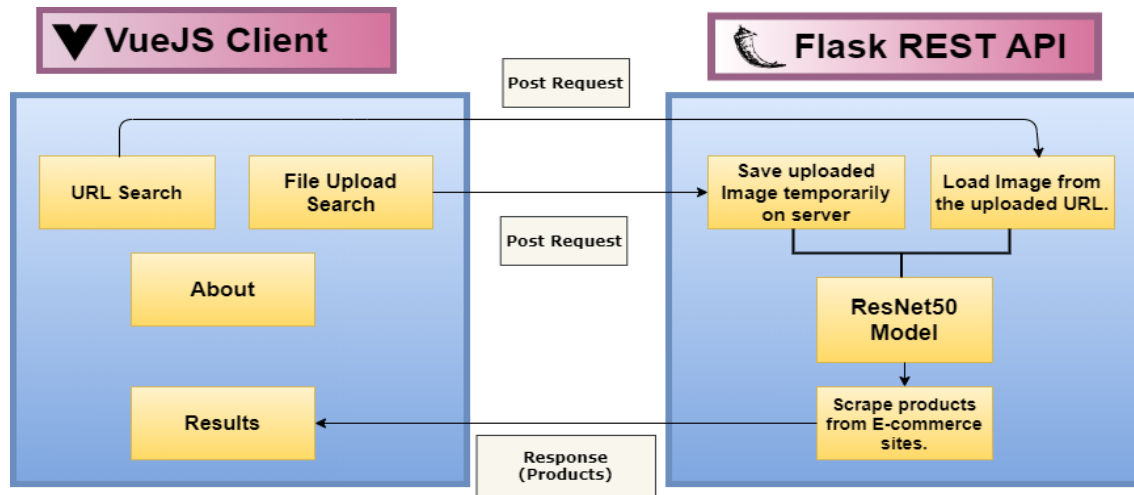 VueJS Client
Flask REST API
Post Request
URL Search
File Upload
Search
Save uploaded
Image temporarily
on server
Load Image from
the uploaded URL.
Post Request
About
ResNet50
Model
Results
Scrape products
from E-commerce
sites.
Response
(Products)